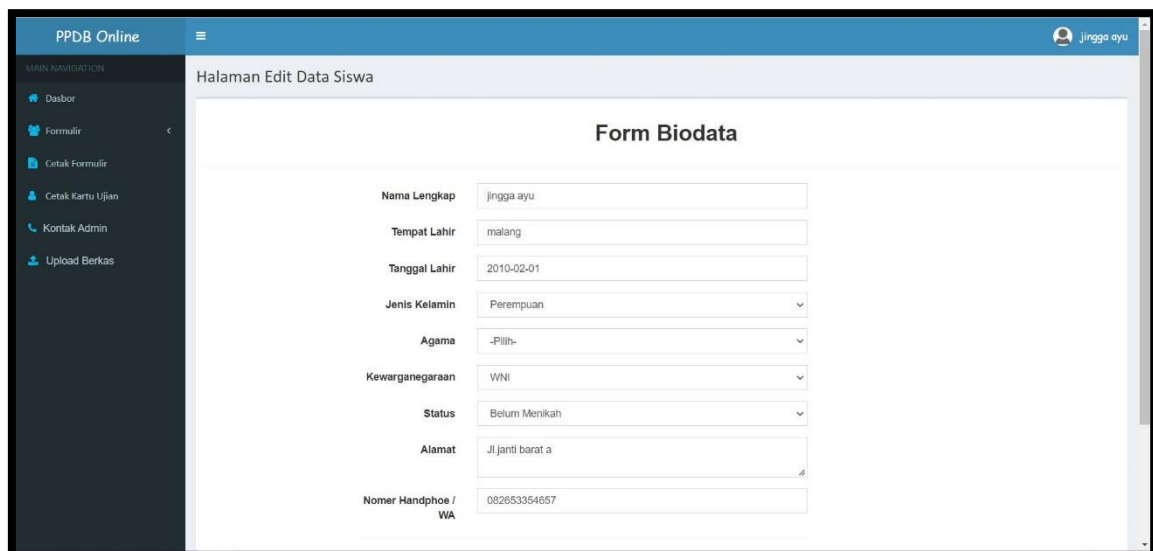 PPDB Online
jingga ayu
MAIN NAVIGATION
Dasbor
Formulir
Cetak Formulir
Cetak Kartu Ujian
Kontak Admin
Upload Berkas
Halaman Edit Data Siswa
Form Biodata
Nama Lengkap jingga ayu
Tempat Lahir malang
Tanggal Lahir 2010-02-01
Jenis Kelamin Perempuan
Agama -Pilih-
Kewarganegaraan WNI
Status Belum Menikah
Alamat Jl.janti barat a
Nomer Handphoe / 082653354657
WA